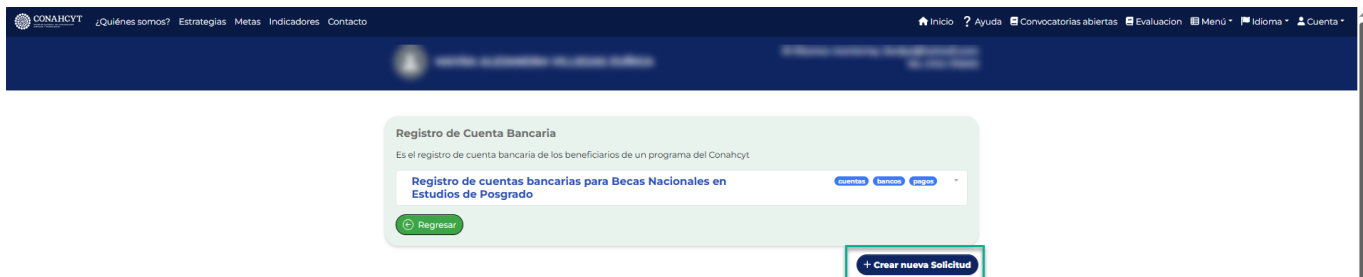 CONAHCYT ¿Quiénes somos? Estrategias Metas Indicadores Contacto Inicio ? Ayuda Convocatorias abiertas Evaluacion Menú Idioma Cuenta
Registro de Cuenta Bancaria
Es el registro de cuenta bancaria de los beneficiarios de un programa del Conahcyt
Registro de cuentas bancarias para Becas Nacionales en cuentas bancos pagos
Estudios de Posgrado
Regresar
+ Crear nueva Solicitud